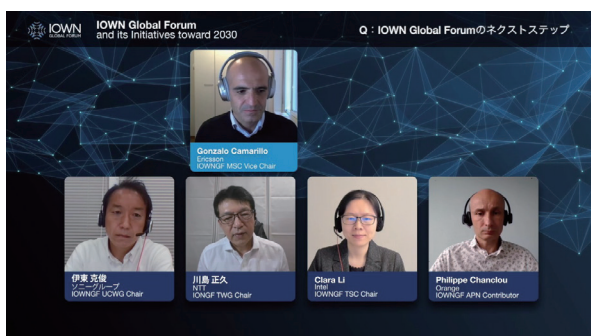 IOWN
GLOBAL FORUM
IOWN Global Forum
and its Initiatives toward 2030
Q：IOWN Global Forumのネクストステップ
Gonzalo Camarillo
Ericsson
IOWNGF MSC Vice Chair
伊東 克俊
ソニーグループ
IOWNGF UCWG Chair
川島 正久
NTT
IONGF TWG Chair
Clara Li
Intel
IOWNGF TSC Chair
Philippe Chanclou
Orange
IOWNGF APN Contributor